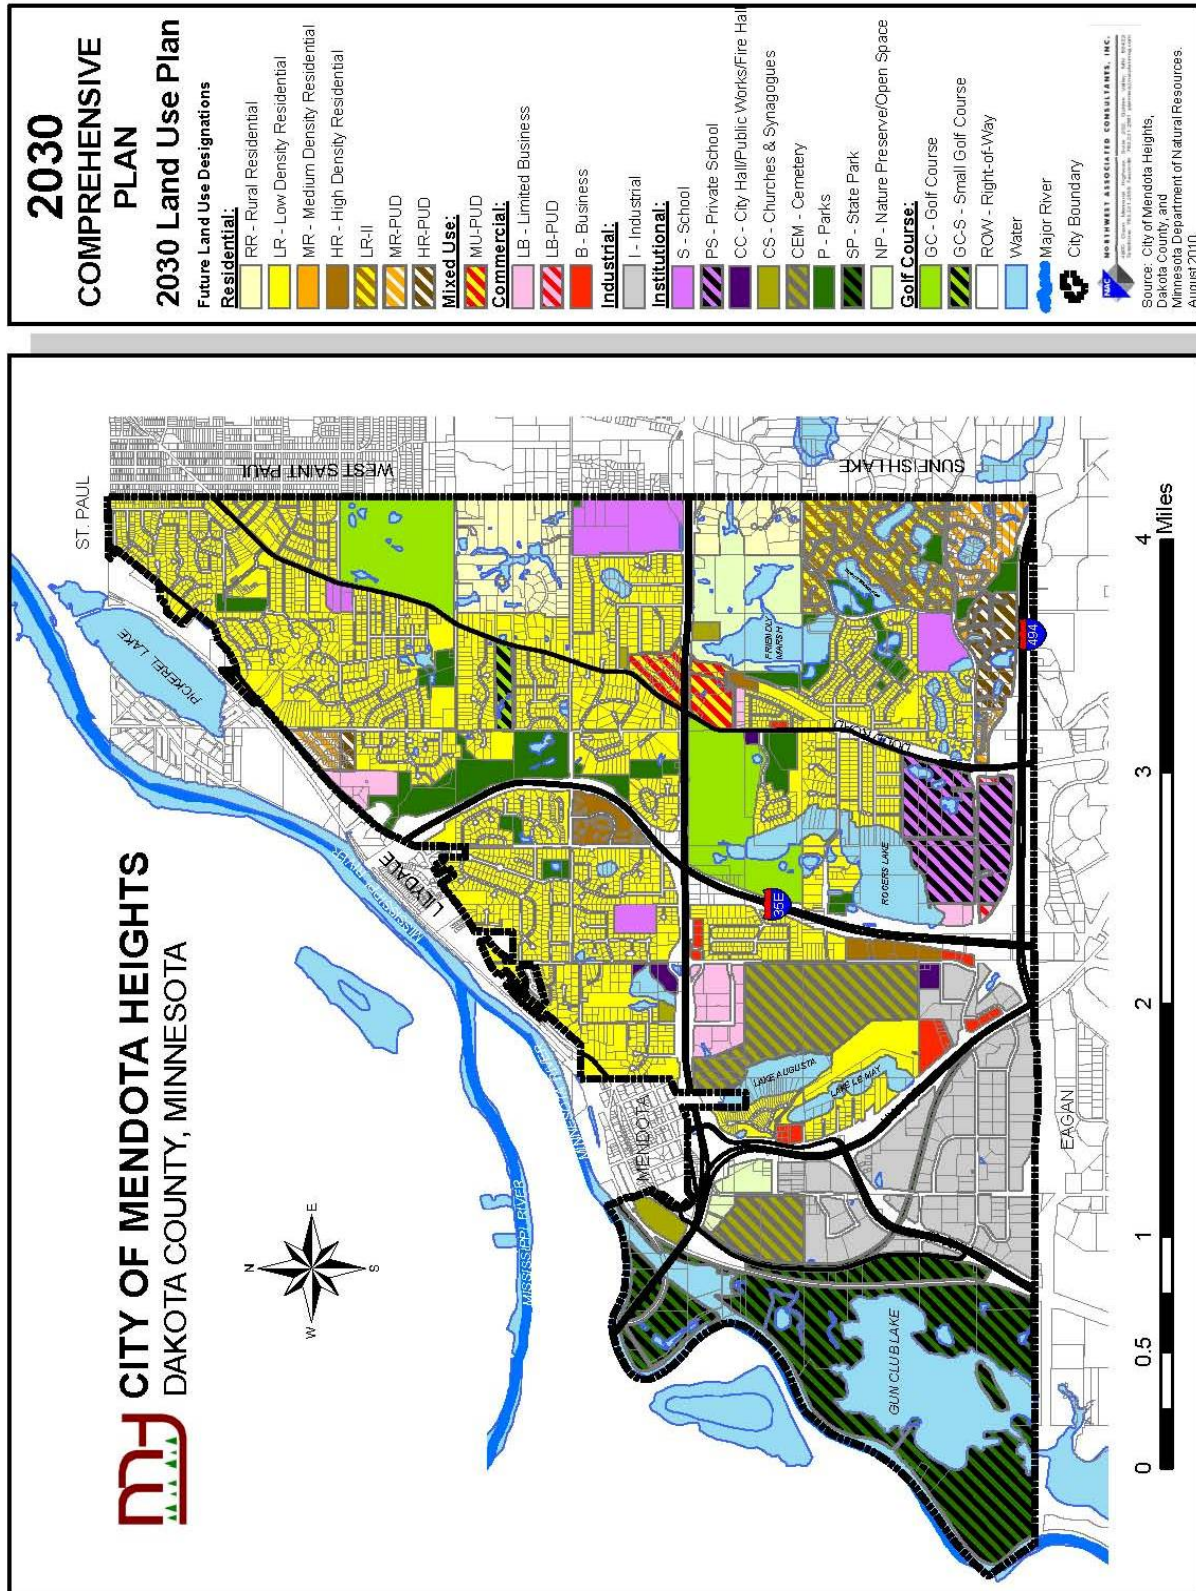 CITY OF MENDOTA HEIGHTS
DAKOTA COUNTY, MINNESOTA
N
W
E
S
ST. PAUL
PICKEREL LAKE
WEST SAINT PAUL
LILYDALE
MISSISSIPPI RIVER
MISSISSIPPI RIVER
MINNESOTA RIVER
MENDOTA
SUNFISH LAKE
FRIENDLY
MARSH
DODD ROAD
35E
ROGERS LAKE
LAKE AUGUSTA
LAKE LE MAY
GUN CLUB LAKE
494
EAGAN
0
0.5
1
2
3
4
Miles
2030
COMPREHENSIVE
PLAN
2030 Land Use Plan
Future Land Use Designations
Residential:
RR - Rural Residential
LR - Low Density Residential
MR - Medium Density Residential
HR - High Density Residential
LR-II
MR-PUD
HR-PUD
Mixed Use:
MU-PUD
Commercial:
LB - Limited Business
LB-PUD
B - Business
Industrial:
I - Industrial
Institutional:
S - School
PS - Private School
CC - City Hall/Public Works/Fire Hall
CS - Churches & Synagogues
CEM - Cemetery
P - Parks
SP - State Park
NP - Nature Preserve/Open Space
Golf Course:
GC - Golf Course
GC-S - Small Golf Course
ROW - Right-of-Way
Water
Major River
City Boundary
NAC
NORTHWEST ASSOCIATED CONSULTANTS, INC.
Source: City of Mendota Heights,
Dakota County, and
Minnesota Department of Natural Resources.
August 2010.